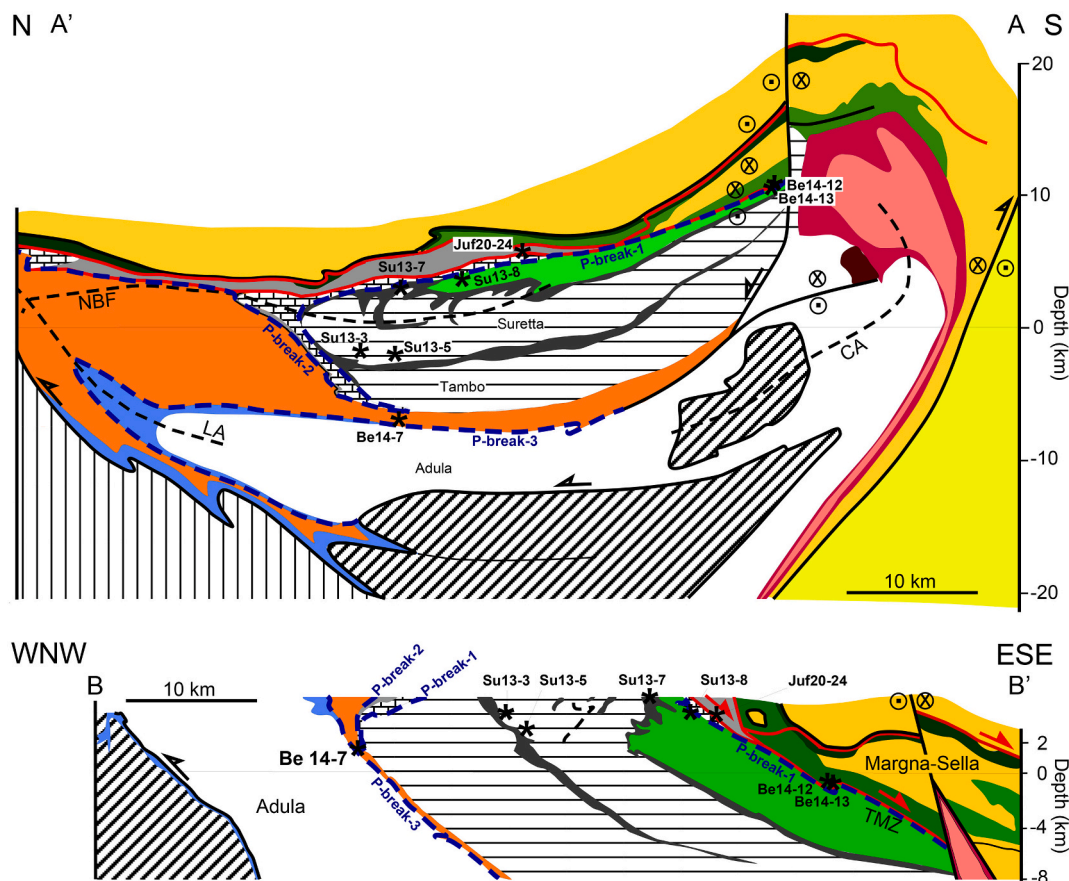 N A' A S
20
Be14-12
Be14-13
10
P-break-1
Juf20-24
Su13-7
Su13-8
NBF
Suretta
0
Depth (km)
P-break-2
Su13-3
Su13-5
CA
Tambo
LA
Be14-7
P-break-3
Adula
-10
10 km
-20
WNW
ESE
B
B'
10 km
P-break-2
P-break-1
Su13-3
Su13-5
Su13-7
Su13-8
Juf20-24
Be 14-7
P-break-1
Margna-Sella
2
0
Be14-12
Be14-13
Adula
P-break-3
TMZ
-4
-8
Depth (km)